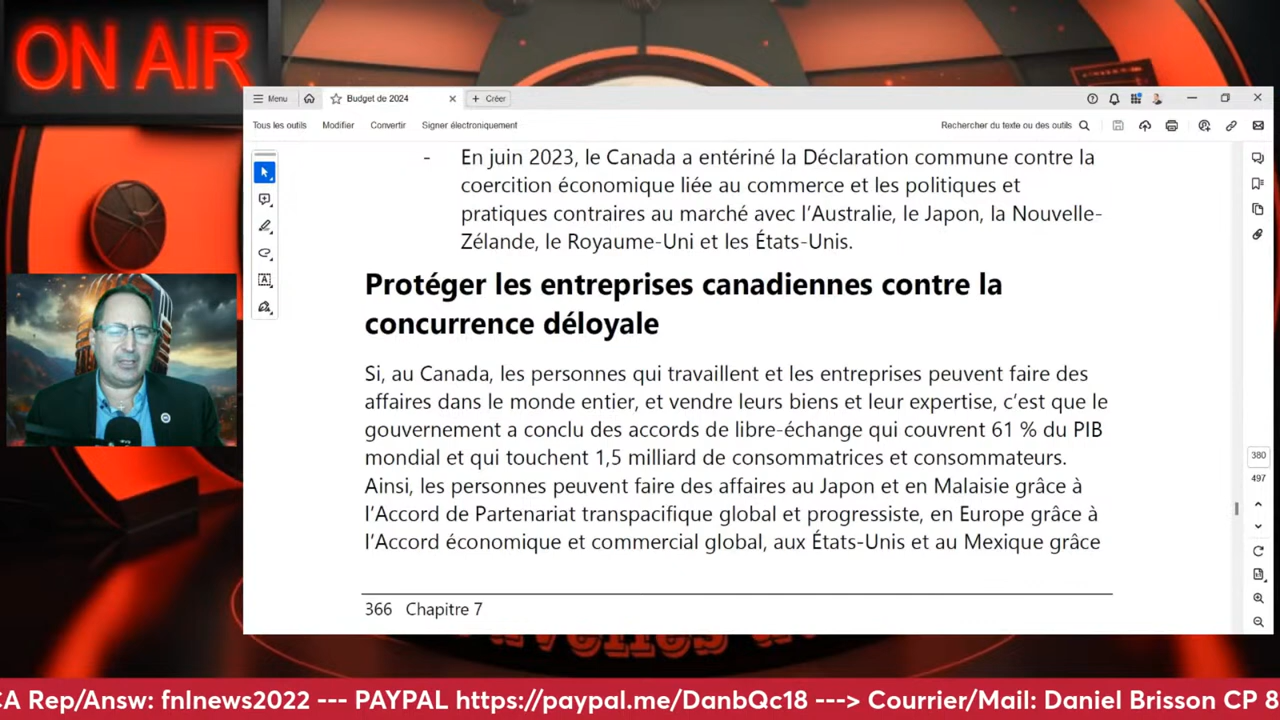 ON AIR
Menu
Budget de 2024
Créer
Tous les outils
Modifier
Convertir
Signer électroniquement
Rechercher du texte ou des outils
- En juin 2023, le Canada a entériné la Déclaration commune contre la
coercition économique liée au commerce et les politiques et
pratiques contraires au marché avec l'Australie, le Japon, la Nouvelle-
Zélande, le Royaume-Uni et les États-Unis.
Protéger les entreprises canadiennes contre la
concurrence déloyale
Si, au Canada, les personnes qui travaillent et les entreprises peuvent faire des
affaires dans le monde entier, et vendre leurs biens et leur expertise, c'est que le
gouvernement a conclu des accords de libre-échange qui couvrent 61 % du PIB
mondial et qui touchent 1,5 milliard de consommatrices et consommateurs.
Ainsi, les personnes peuvent faire des affaires au Japon et en Malaisie grâce à
l'Accord de Partenariat transpacifique global et progressiste, en Europe grâce à
l'Accord économique et commercial global, aux États-Unis et au Mexique grâce
366 Chapitre 7
380
497
CA Rep/Answ: fnlnews2022 --- PAYPAL https://paypal.me/DanbQc18 ---> Courrier/Mail: Daniel Brisson CP 8